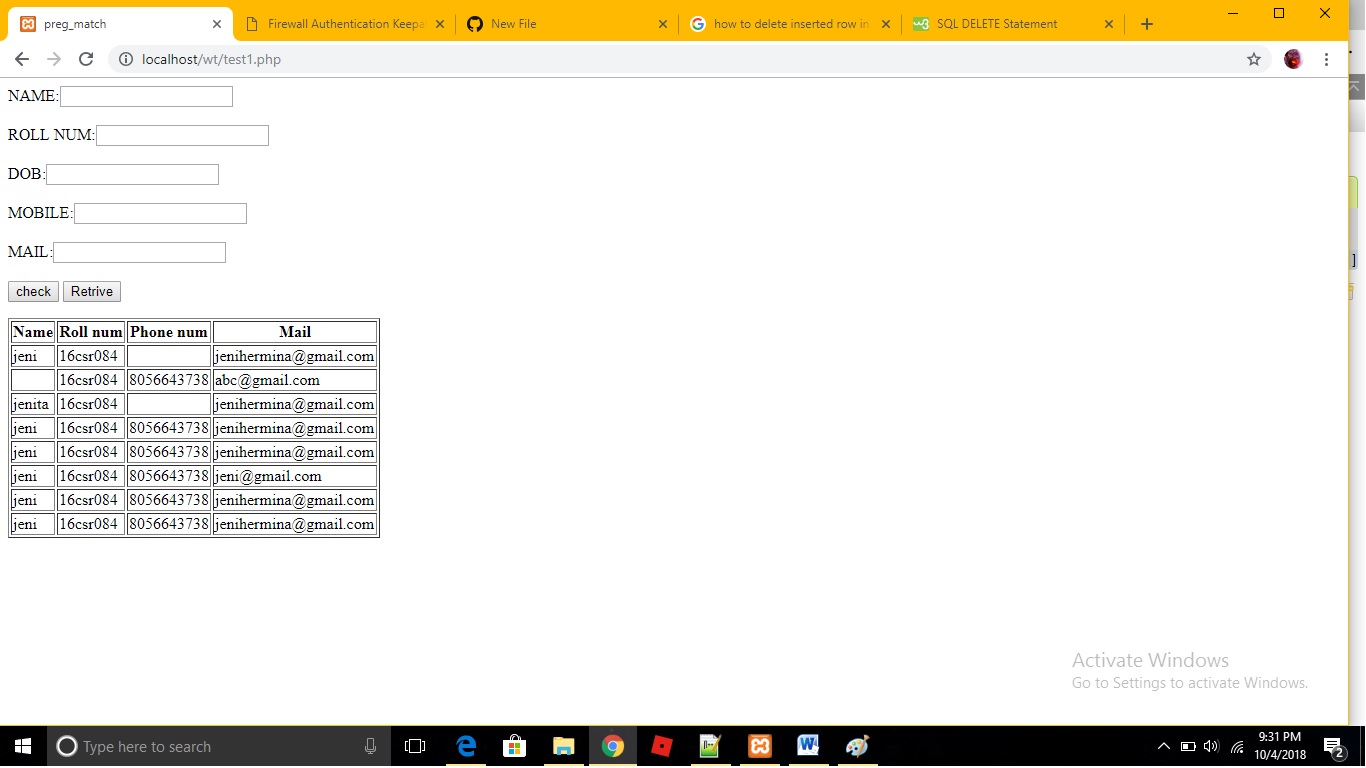 preg_match
Firewall Authentication Keepa
New File
how to delete inserted row in
SQL DELETE Statement
localhost/wt/test1.php
NAME:
ROLL NUM:
DOB:
MOBILE:
MAIL:
check Retrive
Name Roll num Phone num Mail
jeni 16csr084 jenihermina@gmail.com
16csr084 8056643738 abc@gmail.com
jenita 16csr084 jenihermina@gmail.com
jeni 16csr084 8056643738 jenihermina@gmail.com
jeni 16csr084 8056643738 jenihermina@gmail.com
jeni 16csr084 8056643738 jeni@gmail.com
jeni 16csr084 8056643738 jenihermina@gmail.com
jeni 16csr084 8056643738 jenihermina@gmail.com
]
Activate Windows
Go to Settings to activate Windows.
Type here to search
9:31 PM
10/4/2018
2